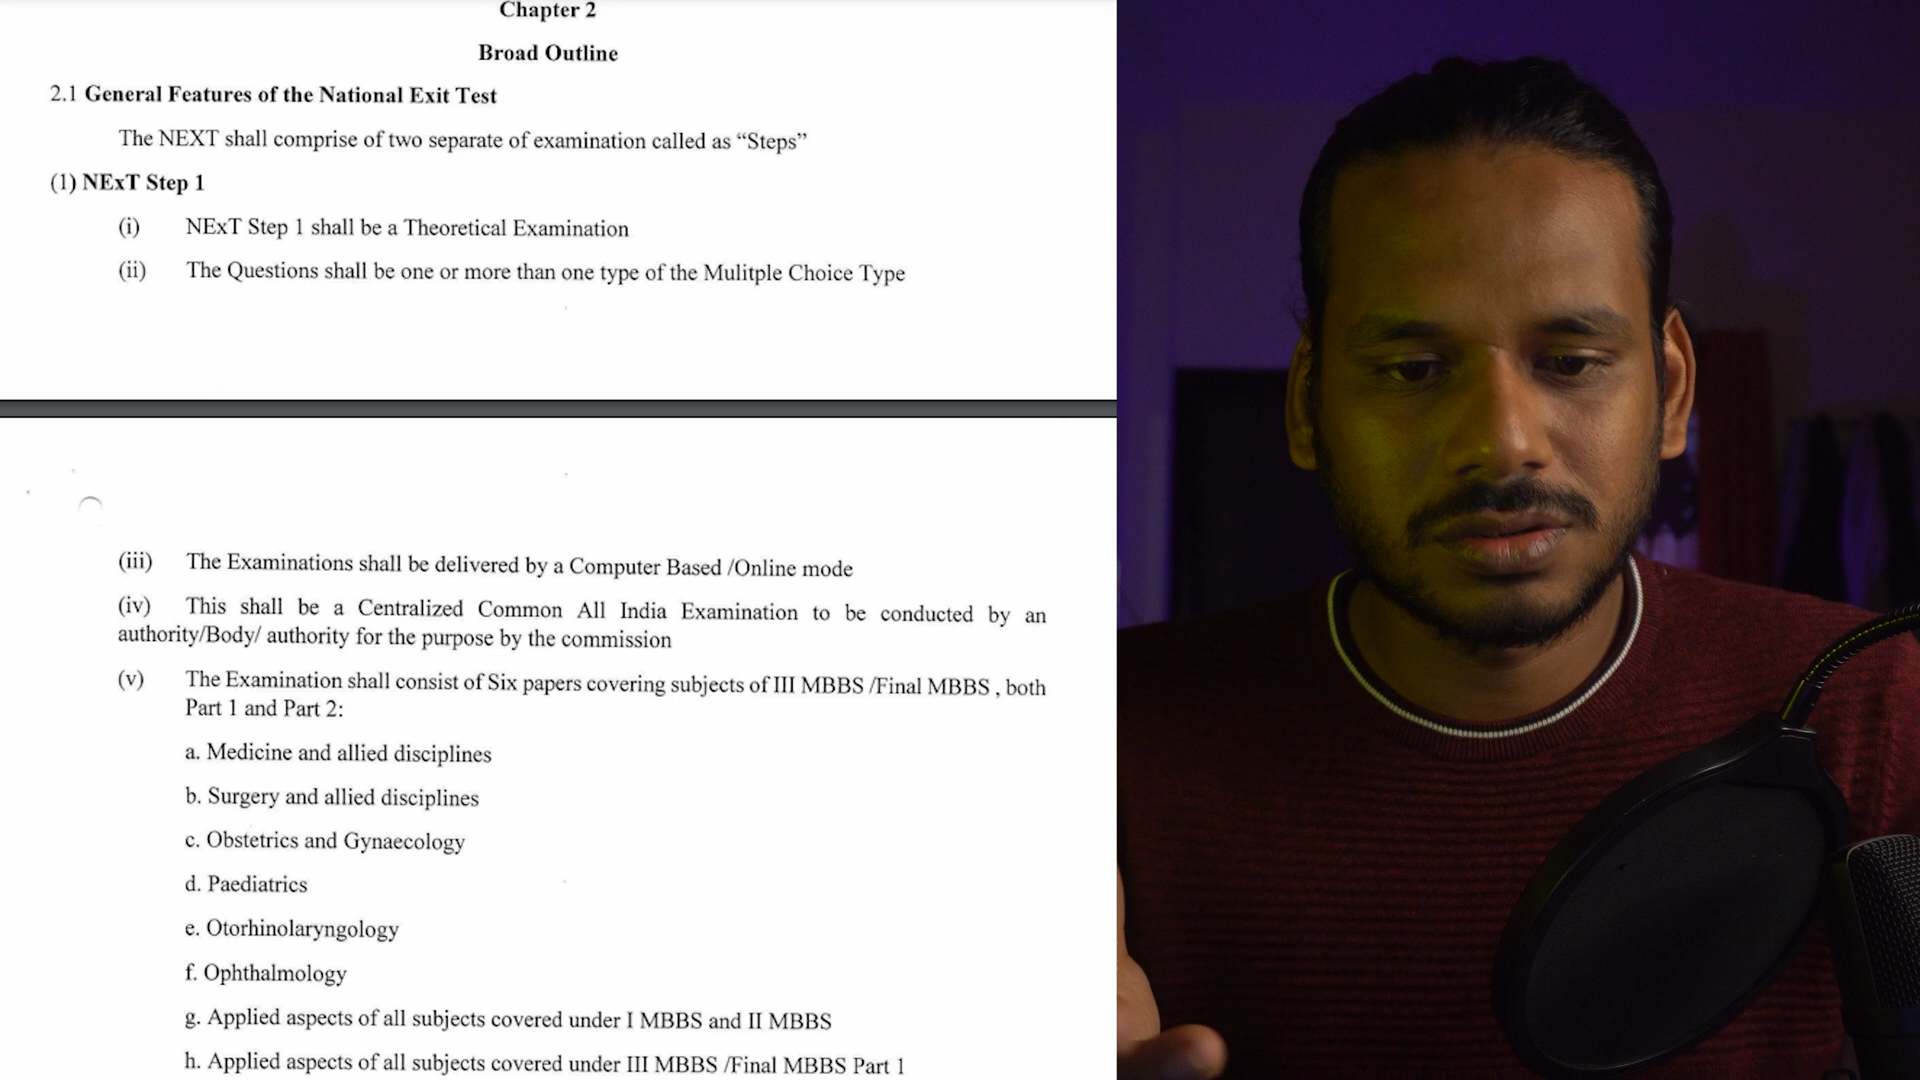 Chapter 2
Broad Outline
2.1 General Features of the National Exit Test
The NEXT shall comprise of two separate of examination called as “Steps”
(1) NExT Step 1
(i) NExT Step 1 shall be a Theoretical Examination
(ii) The Questions shall be one or more than one type of the Mulitple Choice Type
(iii) The Examinations shall be delivered by a Computer Based /Online mode
(iv) This shall be a Centralized Common All India Examination to be conducted by an
authority/Body/ authority for the purpose by the commission
(v) The Examination shall consist of Six papers covering subjects of III MBBS /Final MBBS , both
Part 1 and Part 2:
a. Medicine and allied disciplines
b. Surgery and allied disciplines
c. Obstetrics and Gynaecology
d. Paediatrics
e. Otorhinolaryngology
f. Ophthalmology
g. Applied aspects of all subjects covered under I MBBS and II MBBS
h. Applied aspects of all subjects covered under III MBBS /Final MBBS Part 1